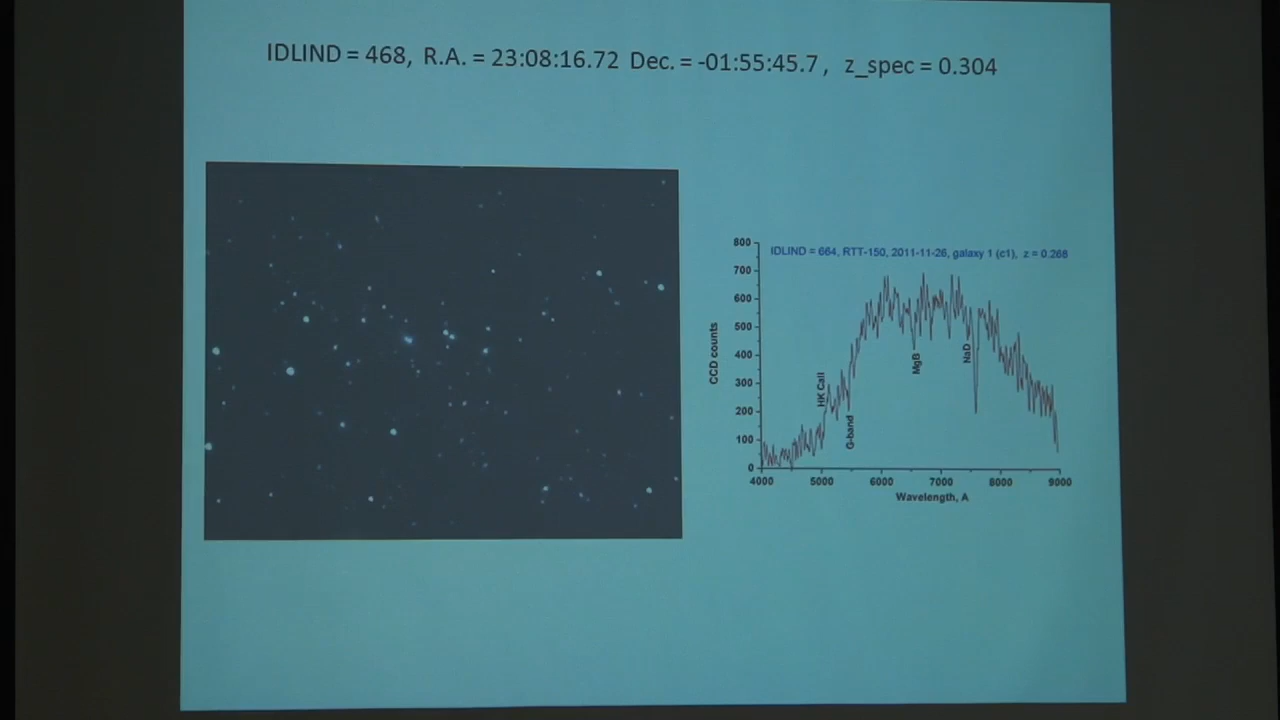 IDLIND = 468, R.A. = 23:08:16.72 Dec. = -01:55:45.7 , z_spec = 0.304
IDLIND = 664, RTT-150, 2011-11-26, galaxy 1 (c1), z = 0.268
800
700
600
500
400
300
200
100
0
CCD counts
HK CaII
G-band
MgB
NaD
4000 5000 6000 7000 8000 9000
Wavelength, A